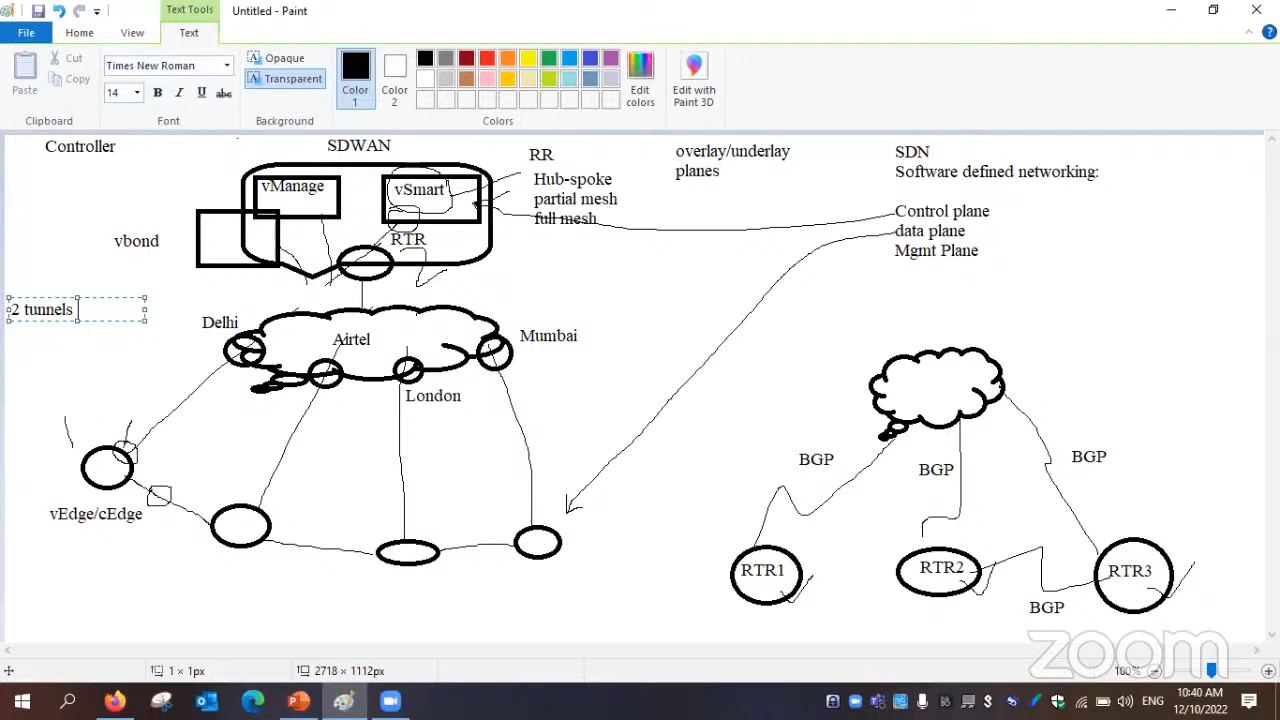 Text Tools
Untitled - Paint
File
Home
View
Text
Paste
Cut
Copy
Clipboard
Times New Roman
14
B I U abc
Font
Opaque
Transparent
Background
Color 1
Color 2
Edit colors
Colors
Edit with Paint 3D
Controller
SDWAN
vManage
vSmart
RTR
vbond
RR
Hub-spoke
partial mesh
full mesh
overlay/underlay
planes
SDN
Software defined networking:
Control plane
data plane
Mgmt Plane
2 tunnels
Delhi
Airtel
Mumbai
London
vEdge/cEdge
BGP
BGP
BGP
RTR1
RTR2
RTR3
BGP
zoom
1 × 1px
2718 × 1112px
100%
ENG
10:40 AM
12/10/2022